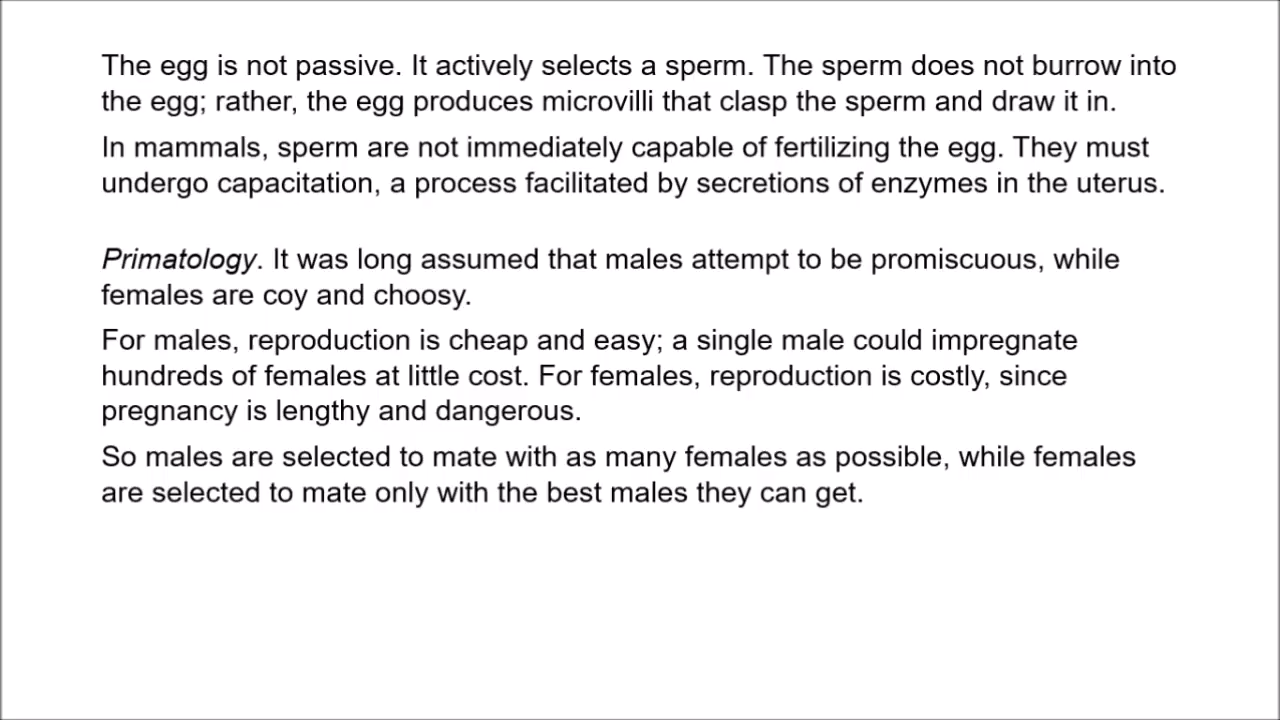 The egg is not passive. It actively selects a sperm. The sperm does not burrow into
the egg; rather, the egg produces microvilli that clasp the sperm and draw it in.
In mammals, sperm are not immediately capable of fertilizing the egg. They must
undergo capacitation, a process facilitated by secretions of enzymes in the uterus.
Primatology. It was long assumed that males attempt to be promiscuous, while
females are coy and choosy.
For males, reproduction is cheap and easy; a single male could impregnate
hundreds of females at little cost. For females, reproduction is costly, since
pregnancy is lengthy and dangerous.
So males are selected to mate with as many females as possible, while females
are selected to mate only with the best males they can get.